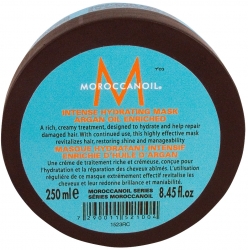 M
MOROCCANOIL
INTENSE HYDRATING MASK
ARGAN OIL ENRICHED
A rich, creamy treatment, designed to hydrate and help repair
damaged hair. With continued use, this highly effective mask
revitalizes hair, restoring shine and manageability.
MASQUE HYDRATANT INTENSIF
ENRICHIE D'HUILE D'ARGAN
Une crème de traitement riche et crémeuse, conçue pour
l'hydratation et la réparation des cheveux abîmés. L'utilisation
régulière de ce masque extrêmement efficace revitalise les
cheveux et leur redonne brillance et maniabilité.
250 ml e MOROCCANOIL SERIES 8.45 fl.oz
SÉRIES MOROCCANOIL